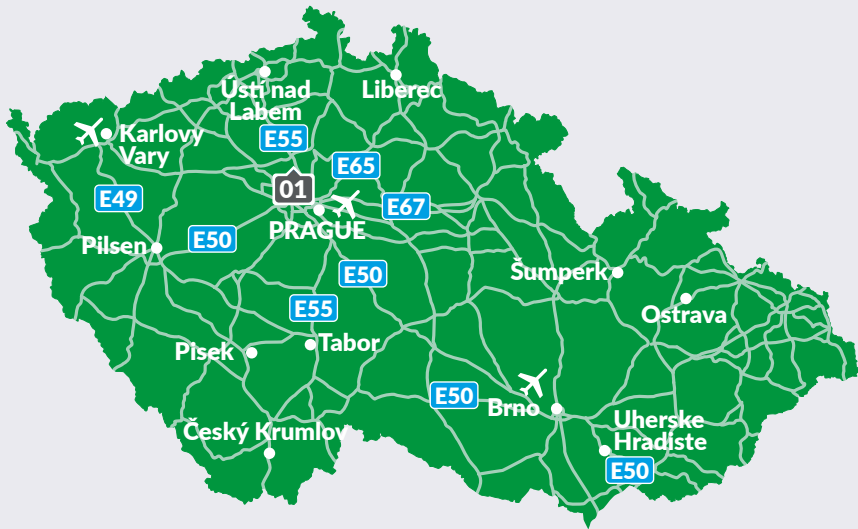 Ústí nad
Labem
Liberec
Karlovy
Vary
E55
E65
01
E49
E67
PRAGUE
E50
Pilsen
E50
Šumperk
E55
Ostrava
Tabor
Pisek
E50
Brno
Uherske
Hradiste
Český Krumlov
E50